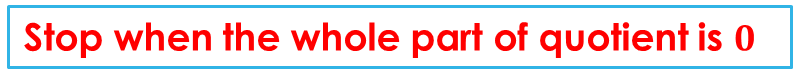 Stop when the whole part of quotient is 0